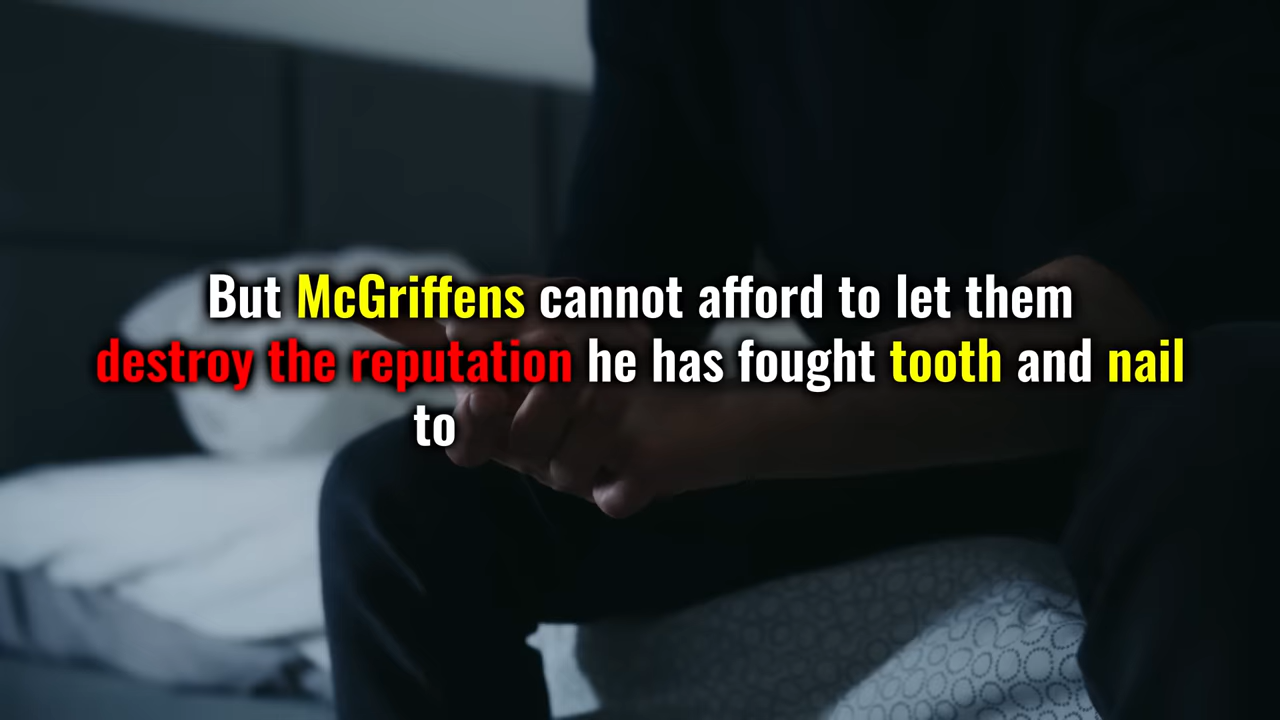 But McGriffens cannot afford to let them
destroy the reputation he has fought tooth and nail
to